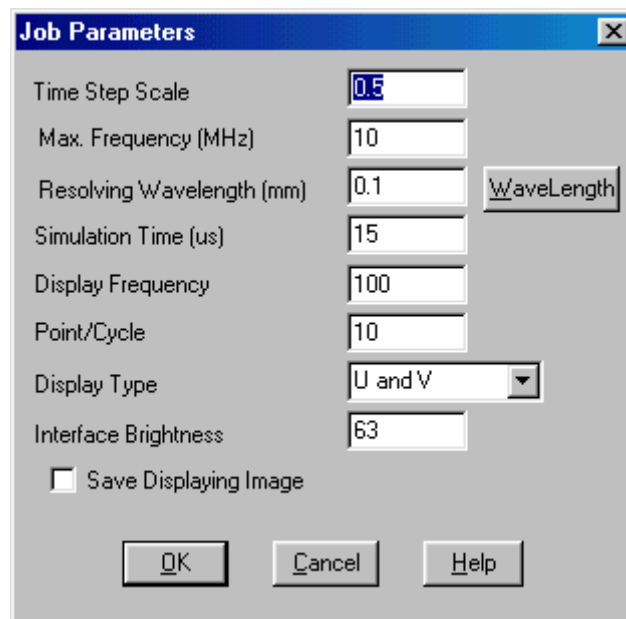 Job Parameters
Time Step Scale 0.5
Max. Frequency (MHz) 10
Resolving Wavelength (mm) 0.1 WaveLength
Simulation Time (us) 15
Display Frequency 100
Point/Cycle 10
Display Type U and V
Interface Brightness 63
Save Displaying Image
OK Cancel Help